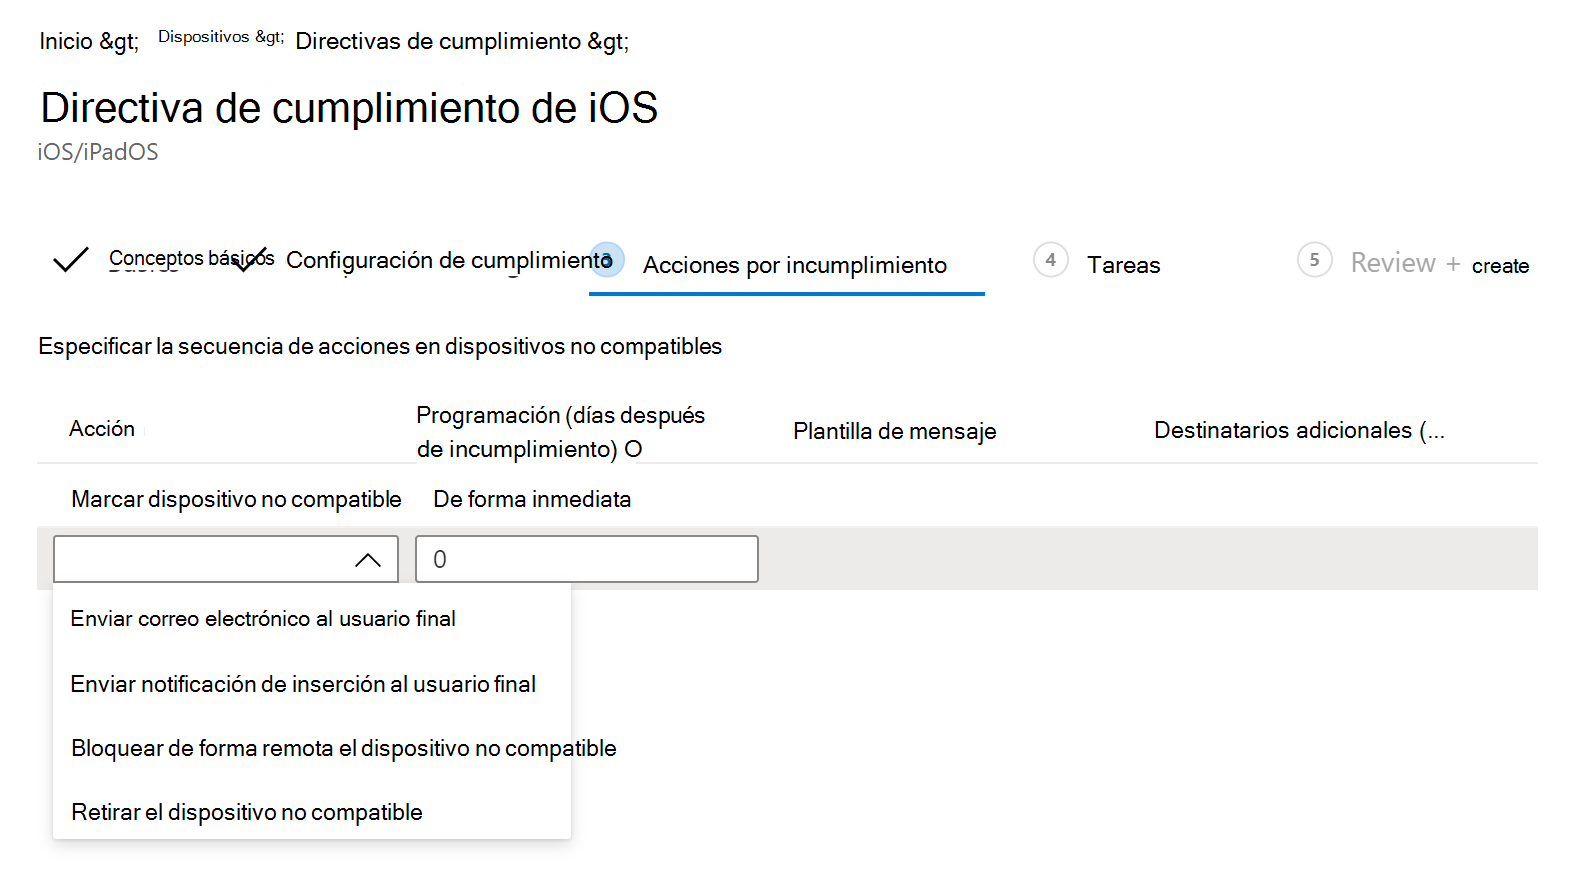 Inicio &gt; Dispositivos &gt; Directivas de cumplimiento &gt;
Directiva de cumplimiento de iOS
iOS/iPadOS
Conceptos básicos Configuración de cumplimiento 3 Acciones por incumplimiento 4 Tareas 5 Review + create
Especificar la secuencia de acciones en dispositivos no compatibles
Acción
Programación (días después
de incumplimiento) O
Plantilla de mensaje
Destinatarios adicionales (...
Marcar dispositivo no compatible De forma inmediata
0
Enviar correo electrónico al usuario final
Enviar notificación de inserción al usuario final
Bloquear de forma remota el dispositivo no compatible
Retirar el dispositivo no compatible